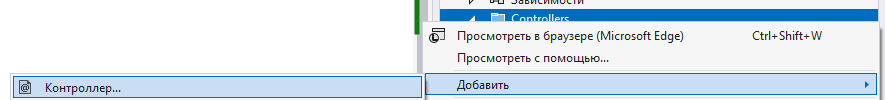 Зависимости
Controllers
Просмотреть в браузере (Microsoft Edge) Ctrl+Shift+W
Просмотреть с помощью...
Контроллер...
Добавить